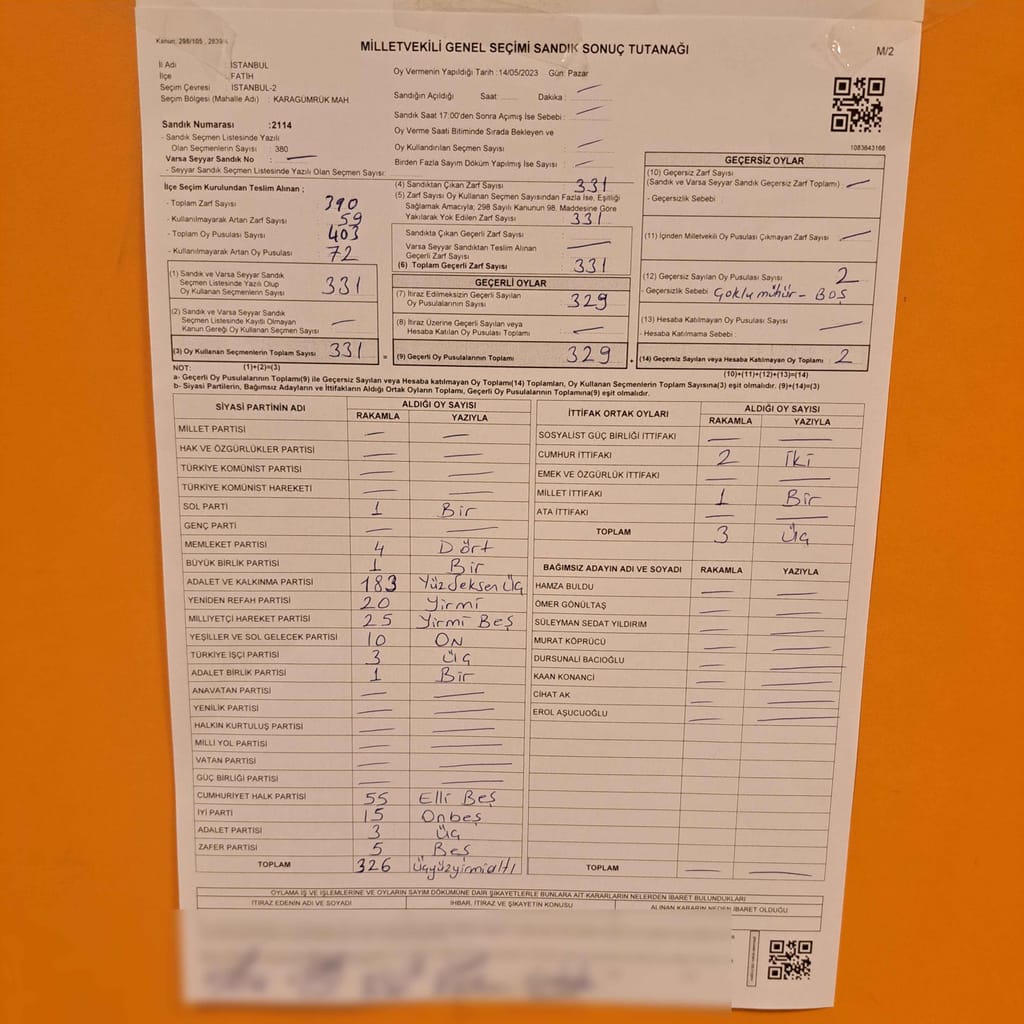 Kanun: 298/105 , 2839
MİLLETVEKİLİ GENEL SEÇİMİ SANDIK SONUÇ TUTANAĞI
M/2
İl Adı : İSTANBUL
İlçe : FATİH
Seçim Çevresi : İSTANBUL-2
Seçim Bölgesi (Mahalle Adı) : KARAGÜMRÜK MAH
Sandık Numarası :2114
- Sandık Seçmen Listesinde Yazılı
Olan Seçmenlerin Sayısı : 380
Varsa Seyyar Sandık No : —
- Seyyar Sandık Seçmen Listesinde Yazılı Olan Seçmen Sayısı:
Oy Vermenin Yapıldığı Tarih :14/05/2023 Gün: Pazar
Sandığın Açıldığı Saat Dakika : —
Sandık Saat 17:00'den Sonra Açımış İse Sebebi : —
Oy Verme Saati Bitiminde Sırada Bekleyen ve
Oy Kullandırılan Seçmen Sayısı : —
Birden Fazla Sayım Döküm Yapılmış İse Sayısı : —
1083643166
İlçe Seçim Kurulundan Teslim Alınan ;
- Toplam Zarf Sayısı : 390
- Kullanılmayarak Artan Zarf Sayısı : 59
- Toplam Oy Pusulası Sayısı : 403
- Kullanılmayarak Artan Oy Pusulası : 72
(1) Sandık ve Varsa Seyyar Sandık
Seçmen Listesinde Yazılı Olup
Oy Kullanan Seçmenlerin Sayısı : 331
(2) Sandık ve Varsa Seyyar Sandık
Seçmen Listesinde Kayıtlı Olmayan
Kanun Gereği Oy Kullanan Seçmen Sayısı : —
(3) Oy Kullanan Seçmenlerin Toplam Sayısı : 331
(4) Sandıktan Çıkan Zarf Sayısı : 331
(5) Zarf Sayısı Oy Kullanan Seçmen Sayısından Fazla İse, Eşitliği
Sağlamak Amacıyla; 298 Sayılı Kanunun 98. Maddesine Göre
Yakılarak Yok Edilen Zarf Sayısı : 331
Sandıkta Çıkan Geçerli Zarf Sayısı :
Varsa Seyyar Sandıktan Teslim Alınan
Geçerli Zarf Sayısı : —
(6) Toplam Geçerli Zarf Sayısı : 331
GEÇERLİ OYLAR
(7) İtiraz Edilmeksizin Geçerli Sayılan
Oy Pusulalarının Sayısı : 329
(8) İtiraz Üzerine Geçerli Sayılan veya
Hesaba Katılan Oy Pusulası Toplamı : —
= (9) Geçerli Oy Pusulalarının Toplamı : 329 +
GEÇERSİZ OYLAR
(10) Geçersiz Zarf Sayısı
(Sandık ve Varsa Seyyar Sandık Geçersiz Zarf Toplamı) : —
- Geçersizlik Sebebi :
(11) İçinden Milletvekili Oy Pusulası Çıkmayan Zarf Sayısı : —
(12) Geçersiz Sayılan Oy Pusulası Sayısı : 2
- Geçersizlik Sebebi : Çoklu mühür - BOŞ
(13) Hesaba Katılmayan Oy Pusulası Sayısı : —
- Hesaba Katılmama Sebebi :
(14) Geçersiz Sayılan veya Hesaba Katılmayan Oy Toplamı : 2
NOT: (1)+(2)=(3)
(10)+(11)+(12)+(13)=(14)
a- Geçerli Oy Pusulalarının Toplamı(9) ile Geçersiz Sayılan veya Hesaba Katılmayan Oy Toplamı(14) Toplamları, Oy Kullanan Seçmenlerin Toplam Sayısına(3) eşit olmalıdır. (9)+(14)=(3)
b- Siyasi Partilerin, Bağımsız Adayların ve İttifakların Aldığı Ortak Oyların Toplamı, Geçerli Oy Pusulalarının Toplamına(9) eşit olmalıdır.
SİYASİ PARTİNİN ADI ALDIĞI OY SAYISI
RAKAMLA YAZIYLA
MİLLET PARTİSİ — —
HAK VE ÖZGÜRLÜKLER PARTİSİ — —
TÜRKİYE KOMÜNİST PARTİSİ — —
TÜRKİYE KOMÜNİST HAREKETİ — —
SOL PARTİ 1 Bir
GENÇ PARTİ — —
MEMLEKET PARTİSİ 4 Dört
BÜYÜK BİRLİK PARTİSİ 1 Bir
ADALET VE KALKINMA PARTİSİ 183 Yüzseksen Üç
YENİDEN REFAH PARTİSİ 20 Yirmi
MİLLİYETÇİ HAREKET PARTİSİ 25 Yirmi Beş
YEŞİLLER VE SOL GELECEK PARTİSİ 10 ON
TÜRKİYE İŞÇİ PARTİSİ 3 Üç
ADALET BİRLİK PARTİSİ 1 Bir
ANAVATAN PARTİSİ — —
YENİLİK PARTİSİ — —
HALKIN KURTULUŞ PARTİSİ — —
MİLLİ YOL PARTİSİ — —
VATAN PARTİSİ — —
GÜÇ BİRLİĞİ PARTİSİ — —
CUMHURİYET HALK PARTİSİ 55 Elli Beş
İYİ PARTİ 15 Onbeş
ADALET PARTİSİ 3 Üç
ZAFER PARTİSİ 5 Beş
TOPLAM 326 Üçyüzyirmialtı
İTTİFAK ORTAK OYLARI ALDIĞI OY SAYISI
RAKAMLA YAZIYLA
SOSYALİST GÜÇ BİRLİĞİ İTTİFAKI — —
CUMHUR İTTİFAKI 2 İki
EMEK VE ÖZGÜRLÜK İTTİFAKI — —
MİLLET İTTİFAKI 1 Bir
ATA İTTİFAKI — —
TOPLAM 3 Üç
BAĞIMSIZ ADAYIN ADI VE SOYADI RAKAMLA YAZIYLA
HAMZA BULDU — —
ÖMER GÖNÜLTAŞ — —
SÜLEYMAN SEDAT YILDIRIM — —
MURAT KÖPRÜCÜ — —
DURSUNALİ BACIOĞLU — —
KAAN KONANCİ — —
CİHAT AK — —
EROL AŞUCUOĞLU — —
TOPLAM — —
OYLAMA İŞ VE İŞLEMLERİNE VE OYLARIN SAYIM DÖKÜMÜNE DAİR ŞİKAYETLERLE BUNLARA AİT KARARLARIN NELERDEN İBARET BULUNDUKLARI
İTİRAZ EDENİN ADI VE SOYADI İHBAR, İTİRAZ VE ŞİKAYETİN KONUSU ALINAN KARARIN NEDEN İBARET OLDUĞU